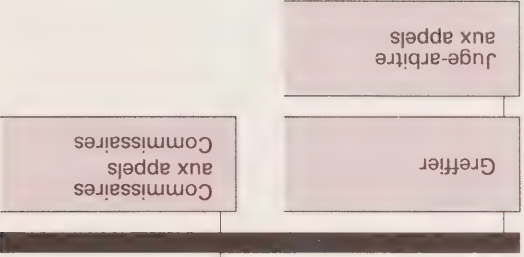 Greffier
Commissaires
aux appels
Commissaires
Juge-arbitre
aux appels